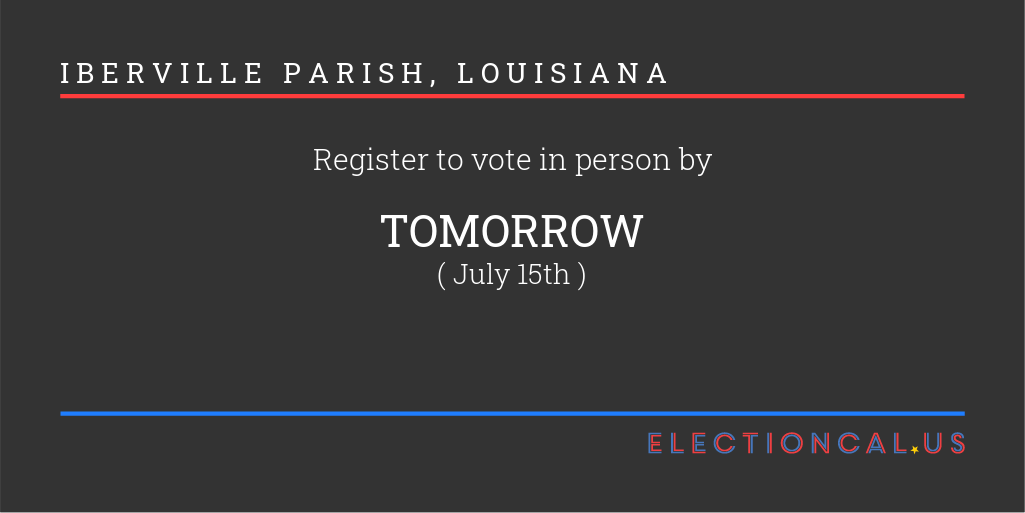 IBERVILLE PARISH, LOUISIANA
Register to vote in person by
TOMORROW
( July 15th )
ELECTIONCAL.US